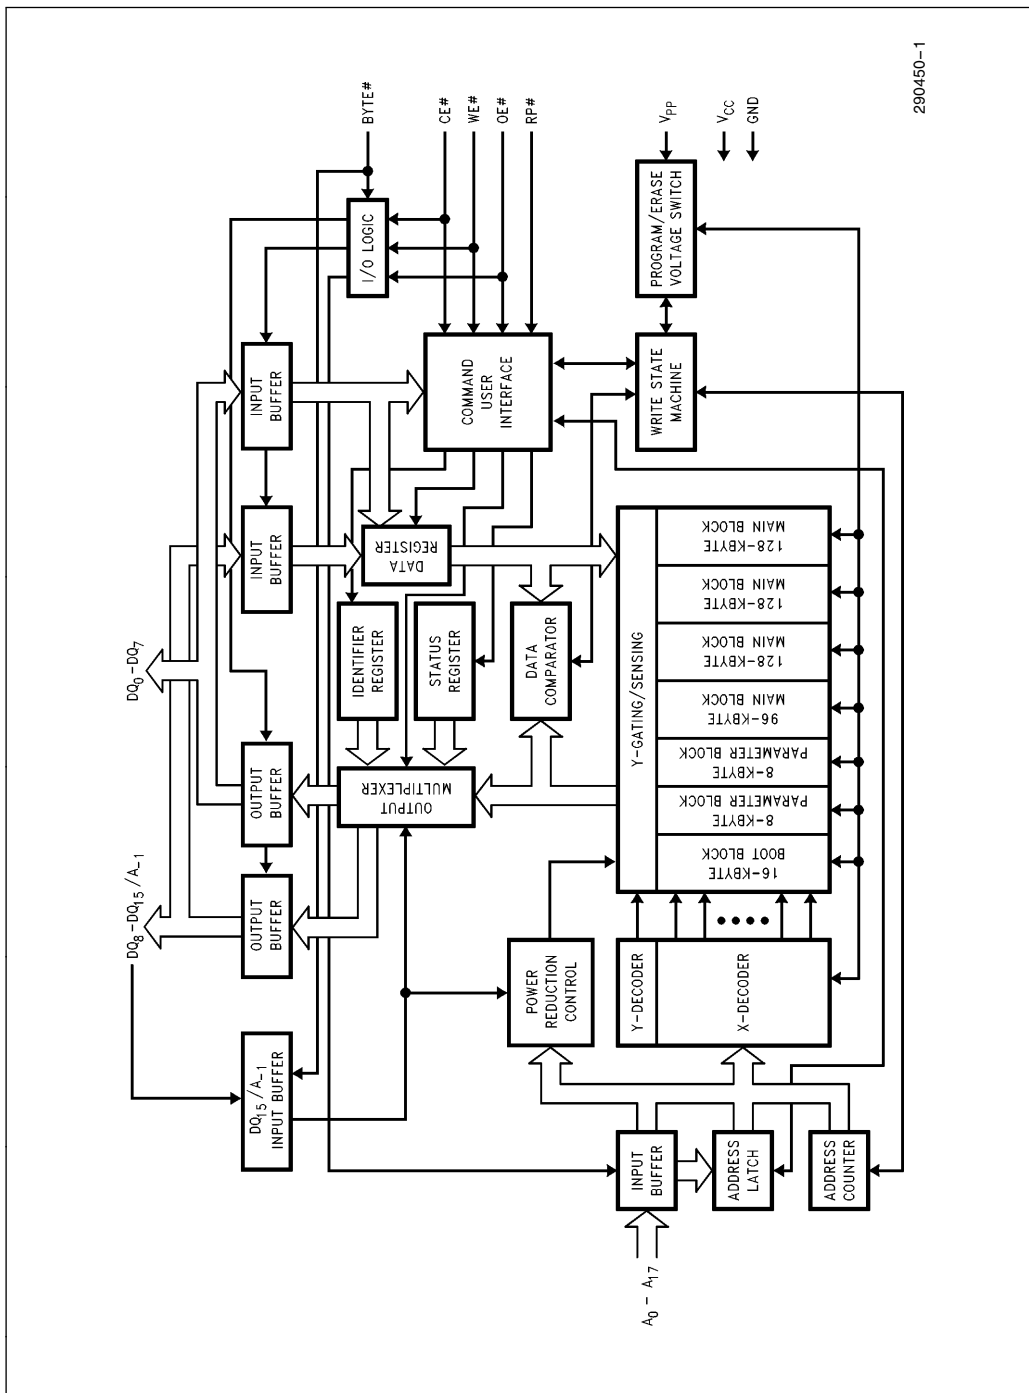 DQ8-DQ15/A-1
DQ0-DQ7
DQ15/A-1
INPUT BUFFER
OUTPUT
BUFFER
OUTPUT
BUFFER
INPUT
BUFFER
INPUT
BUFFER
I/O LOGIC
BYTE#
CE#
WE#
OE#
RP#
OUTPUT
MULTIPLEXER
IDENTIFIER
REGISTER
STATUS
REGISTER
DATA
REGISTER
COMMAND
USER
INTERFACE
POWER
REDUCTION
CONTROL
DATA
COMPARATOR
A0 - A17
INPUT
BUFFER
ADDRESS
LATCH
ADDRESS
COUNTER
Y-DECODER
X-DECODER
Y-GATING/SENSING
16-KBYTE
BOOT BLOCK
8-KBYTE
PARAMETER BLOCK
8-KBYTE
PARAMETER BLOCK
96-KBYTE
MAIN BLOCK
128-KBYTE
MAIN BLOCK
128-KBYTE
MAIN BLOCK
128-KBYTE
MAIN BLOCK
WRITE STATE
MACHINE
PROGRAM/ERASE
VOLTAGE SWITCH
VPP
VCC
GND
290450-1